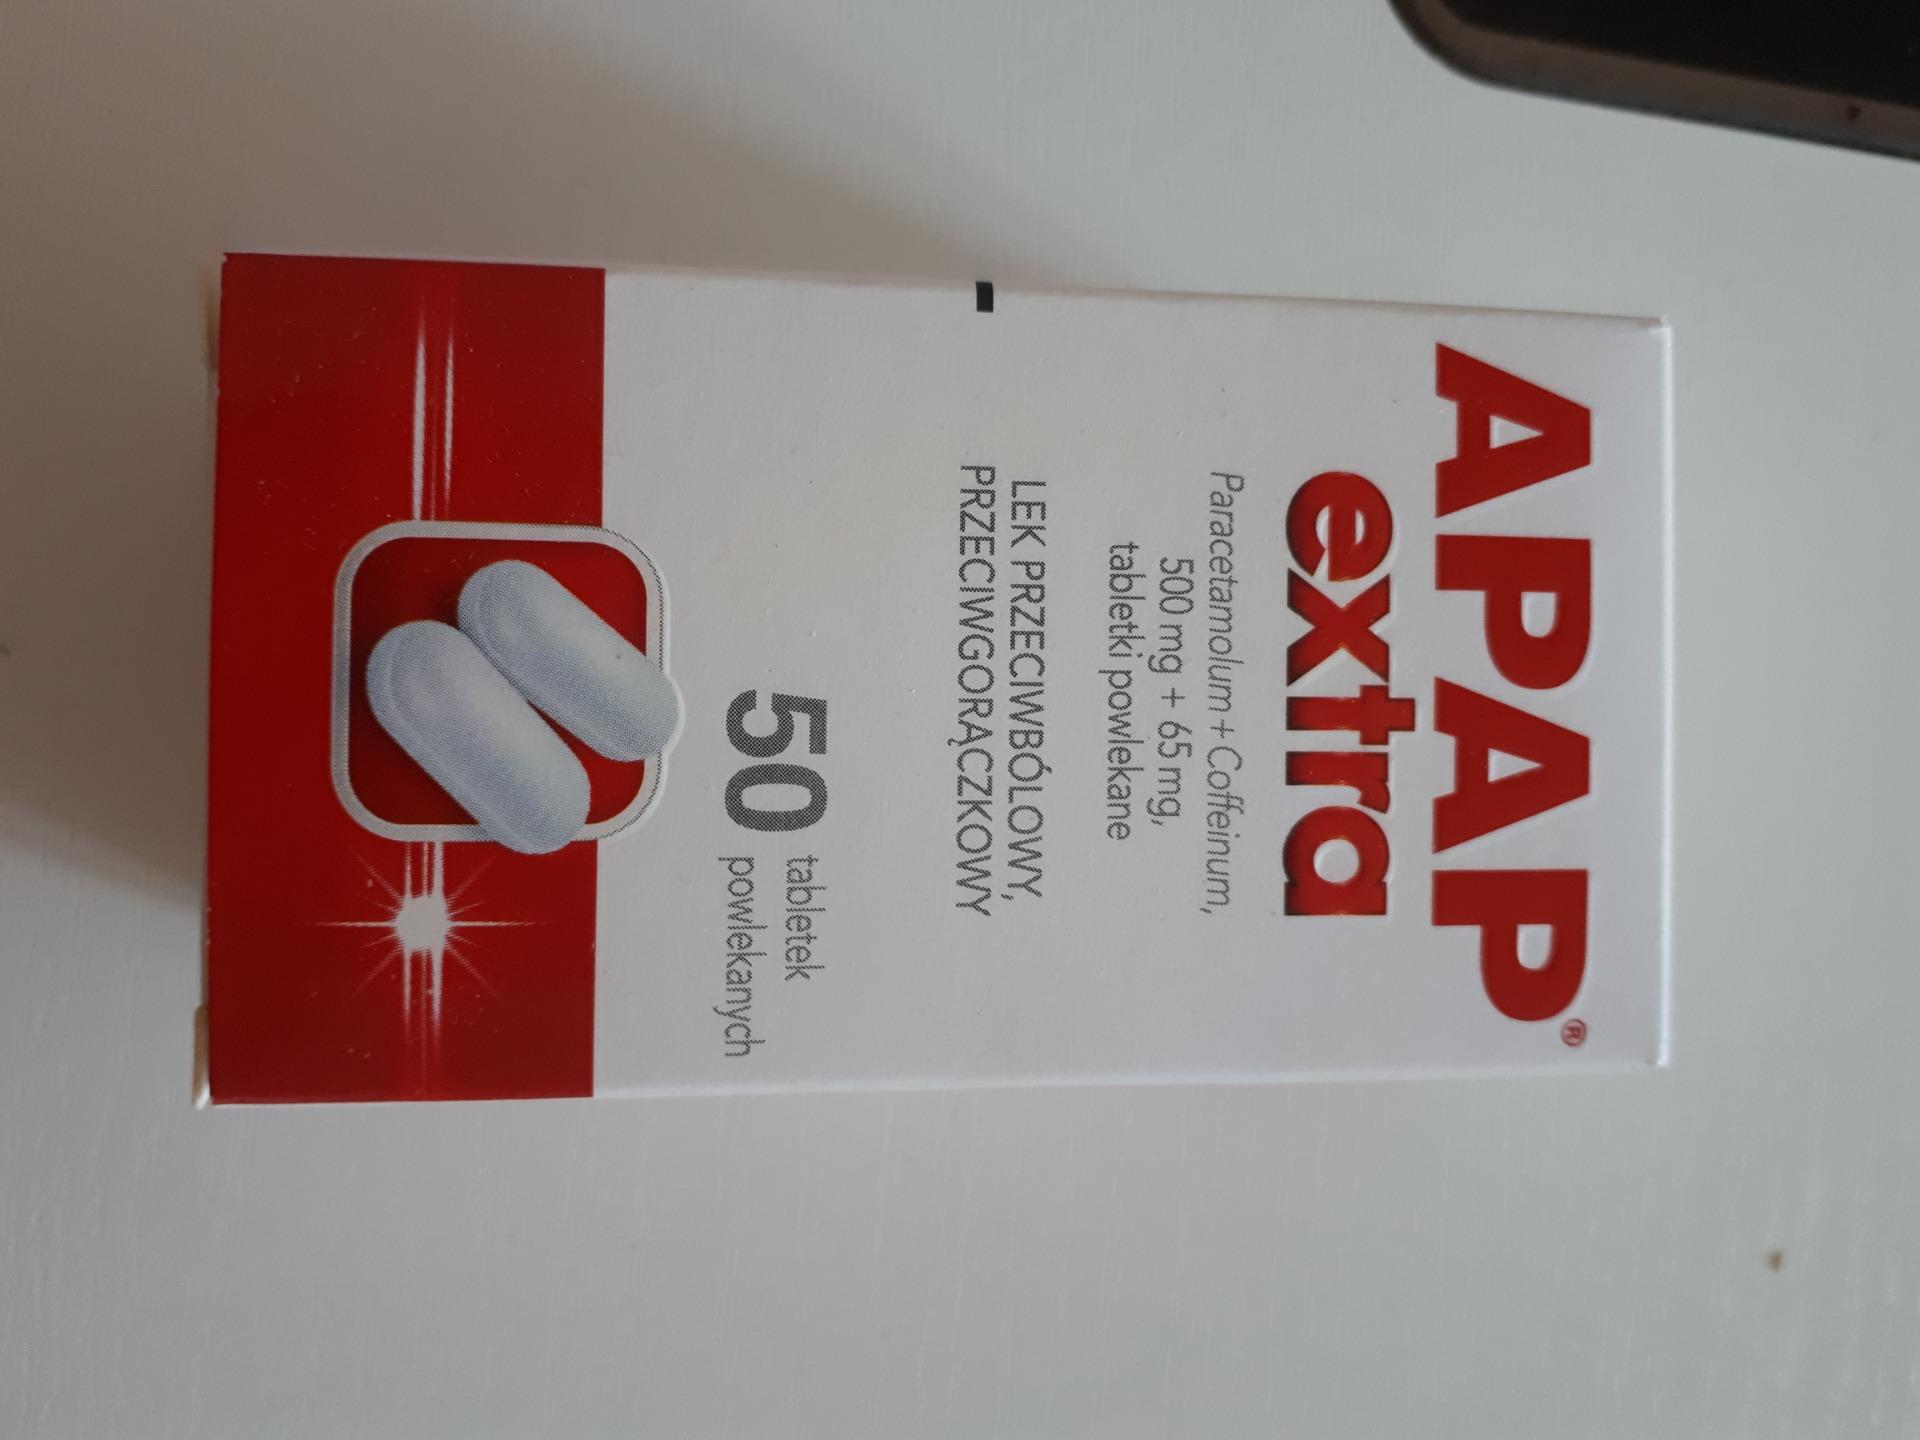 APAP®
extra
Paracetamolum + Coffeinum,
500 mg + 65 mg,
tabletki powlekane
LEK PRZECIWBÓLOWY,
PRZECIWGORĄCZKOWY
50 tabletek
powlekanych